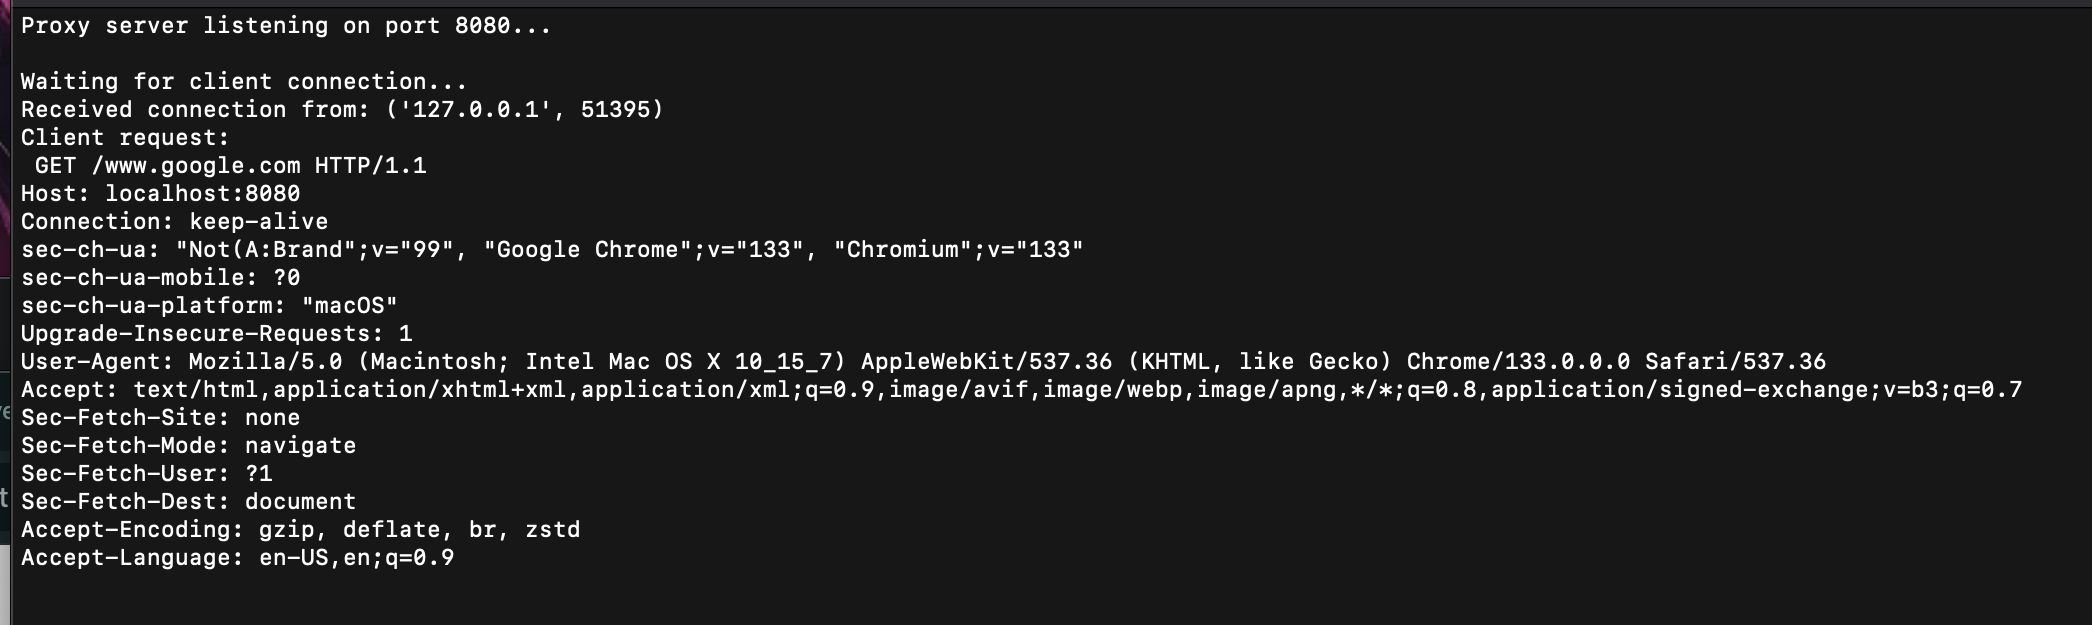 Proxy server listening on port 8080...
Waiting for client connection...
Received connection from: ('127.0.0.1', 51395)
Client request:
GET /www.google.com HTTP/1.1
Host: localhost:8080
Connection: keep-alive
sec-ch-ua: "Not(A:Brand";v="99", "Google Chrome";v="133", "Chromium";v="133"
sec-ch-ua-mobile: ?0
sec-ch-ua-platform: "macOS"
Upgrade-Insecure-Requests: 1
User-Agent: Mozilla/5.0 (Macintosh; Intel Mac OS X 10_15_7) AppleWebKit/537.36 (KHTML, like Gecko) Chrome/133.0.0.0 Safari/537.36
Accept: text/html,application/xhtml+xml,application/xml;q=0.9,image/avif,image/webp,image/apng,*/*;q=0.8,application/signed-exchange;v=b3;q=0.7
Sec-Fetch-Site: none
Sec-Fetch-Mode: navigate
Sec-Fetch-User: ?1
Sec-Fetch-Dest: document
Accept-Encoding: gzip, deflate, br, zstd
Accept-Language: en-US,en;q=0.9